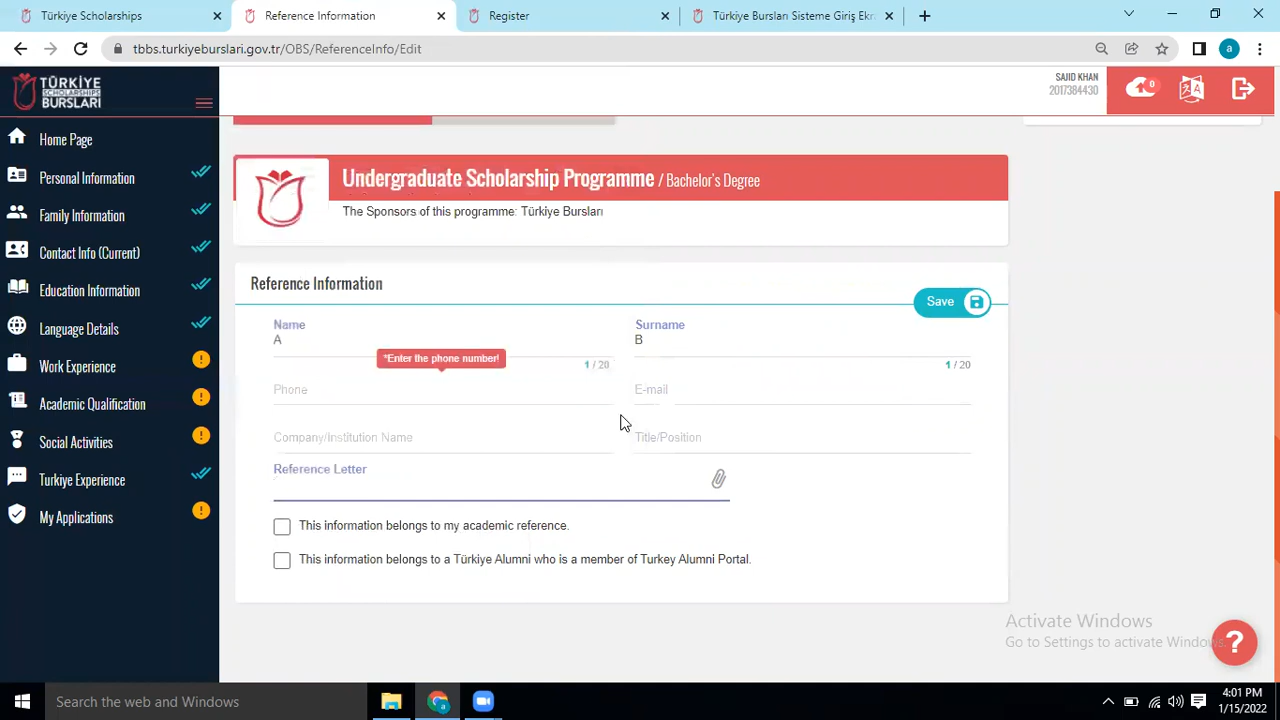 Türkiye Scholarships
Reference Information
Register
Türkiye Bursları Sisteme Giriş Ekra
tbbs.turkiyeburslari.gov.tr/OBS/ReferenceInfo/Edit
a
TÜRKİYE
SCHOLARSHIPS
BURSLARI
SAJID KHAN
2017384430
0
A
Home Page
Personal Information
Family Information
Contact Info (Current)
Education Information
Language Details
Work Experience
Academic Qualification
Social Activities
Turkiye Experience
My Applications
Undergraduate Scholarship Programme / Bachelor's Degree
The Sponsors of this programme: Türkiye Bursları
Reference Information
Save
Name
A
1 / 20
Surname
B
1 / 20
*Enter the phone number!
Phone
E-mail
Company/Institution Name
Title/Position
Reference Letter
This information belongs to my academic reference.
This information belongs to a Türkiye Alumni who is a member of Turkey Alumni Portal.
Activate Windows
Go to Settings to activate Windows.
?
Search the web and Windows
4:01 PM
1/15/2022